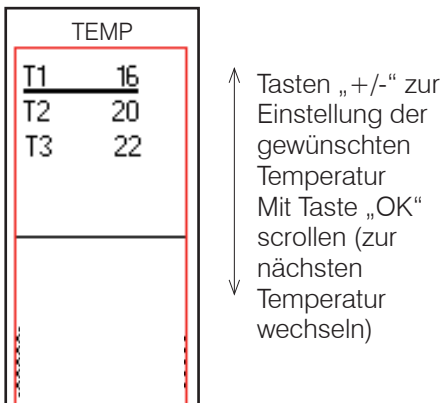 TEMP
T1 16
T2 20
T3 22
Tasten „+/-“ zur
Einstellung der
gewünschten
Temperatur
Mit Taste „OK“
scrollen (zur
nächsten
Temperatur
wechseln)